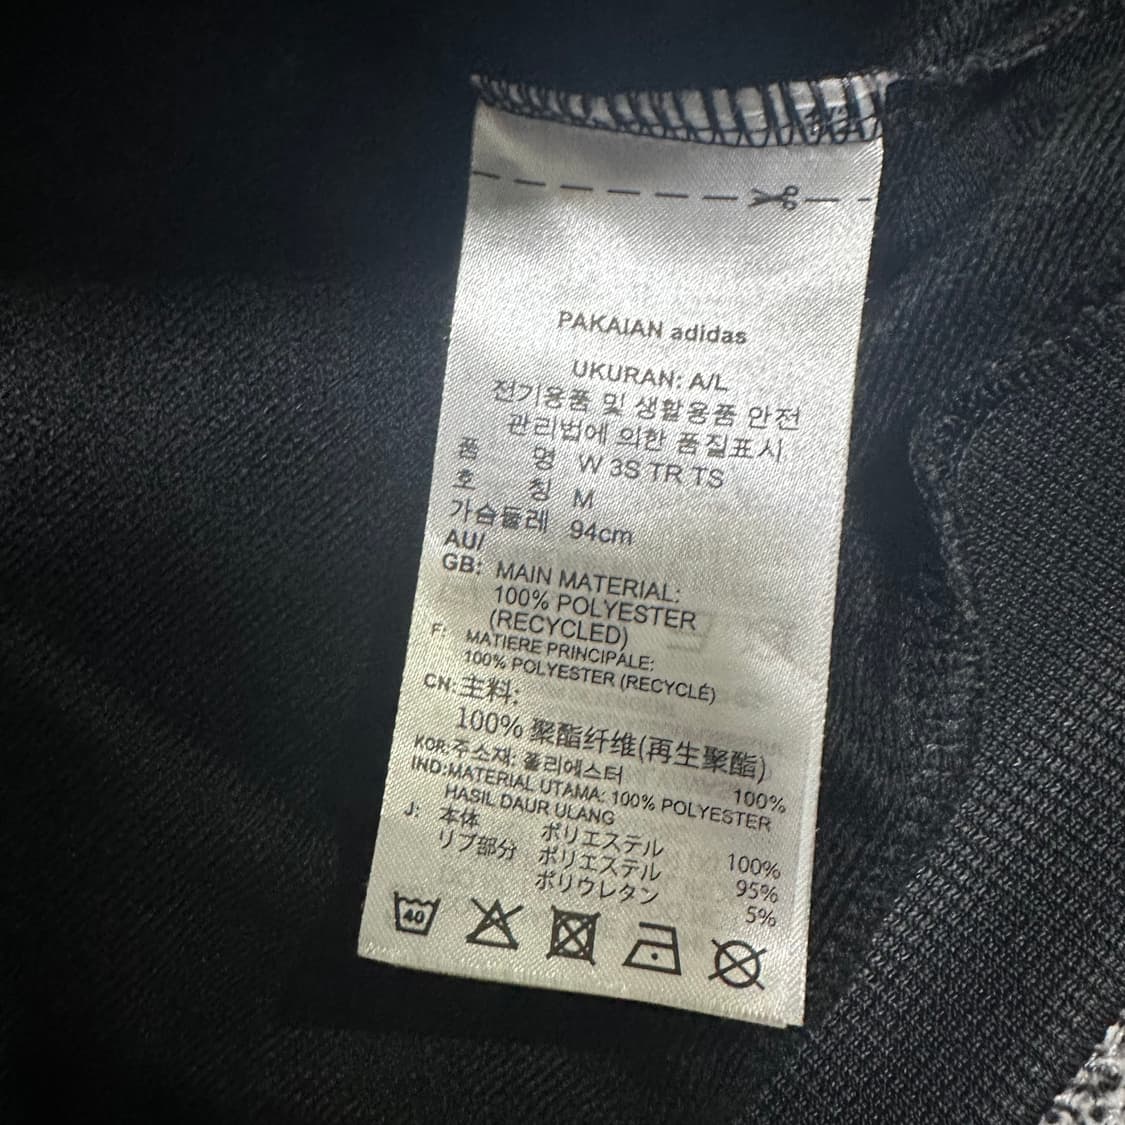 PAKAIAN adidas
UKURAN: A/L
전기용품 및 생활용품 안전
관리법에 의한 품질표시
품 명 W 3S TR TS
호 칭 M
가슴둘레 94cm
AU/
GB: MAIN MATERIAL:
100% POLYESTER
(RECYCLED)
F: MATIERE PRINCIPALE:
100% POLYESTER (RECYCLÉ)
CN: 主料:
100% 聚酯纤维(再生聚酯)
KOR: 주소재: 폴리에스터 100%
IND: MATERIAL UTAMA: 100% POLYESTER
HASIL DAUR ULANG
J: 本体 ポリエステル 100%
リブ部分 ポリエステル 95%
ポリウレタン 5%
40